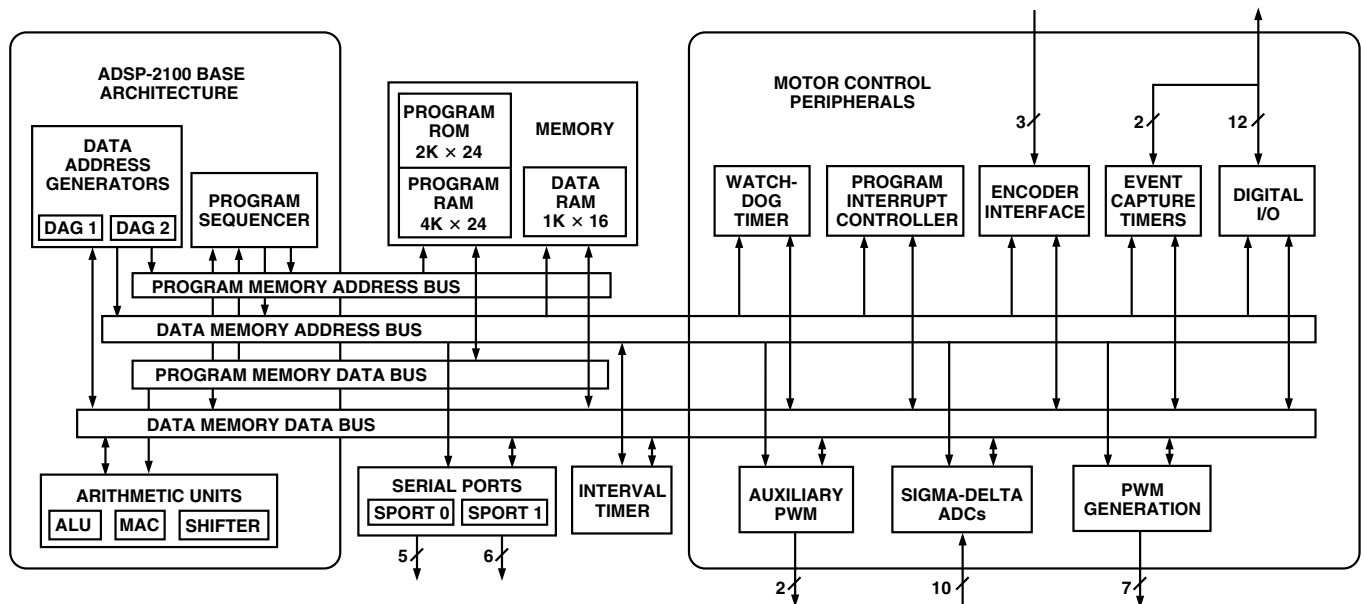 ADSP-2100 BASE
ARCHITECTURE
DATA
ADDRESS
GENERATORS
DAG 1
DAG 2
PROGRAM
SEQUENCER
PROGRAM
ROM
2K × 24
PROGRAM
RAM
4K × 24
MEMORY
DATA
RAM
1K × 16
MOTOR CONTROL
PERIPHERALS
3
2
12
WATCH-
DOG
TIMER
PROGRAM
INTERRUPT
CONTROLLER
ENCODER
INTERFACE
EVENT
CAPTURE
TIMERS
DIGITAL
I/O
PROGRAM MEMORY ADDRESS BUS
DATA MEMORY ADDRESS BUS
PROGRAM MEMORY DATA BUS
DATA MEMORY DATA BUS
ARITHMETIC UNITS
ALU
MAC
SHIFTER
SERIAL PORTS
SPORT 0
SPORT 1
5
6
INTERVAL
TIMER
AUXILIARY
PWM
SIGMA-DELTA
ADCs
PWM
GENERATION
2
10
7